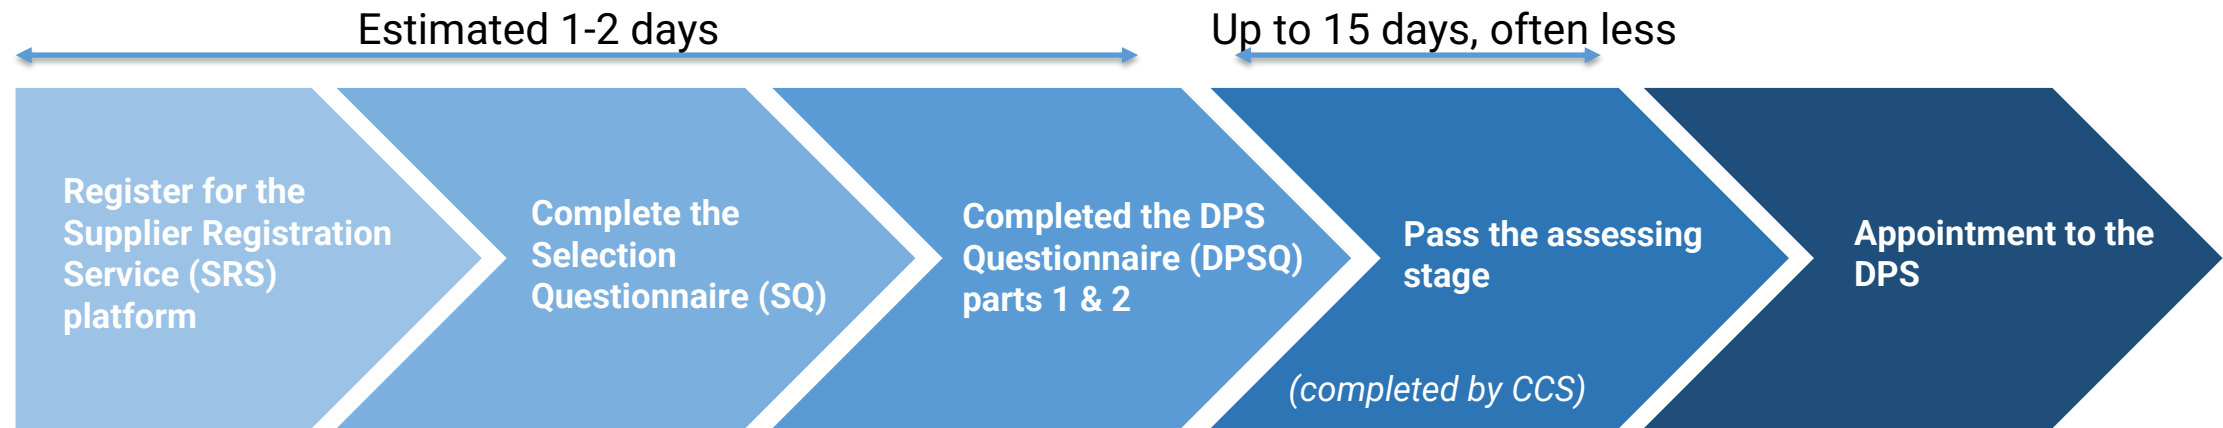 Estimated 1-2 days
Up to 15 days, often less
Register for the
Supplier Registration
Service (SRS)
platform
Complete the
Selection
Questionnaire (SQ)
Completed the DPS
Questionnaire (DPSQ)
parts 1 & 2
Pass the assessing
stage
(completed by CCS)
Appointment to the
DPS